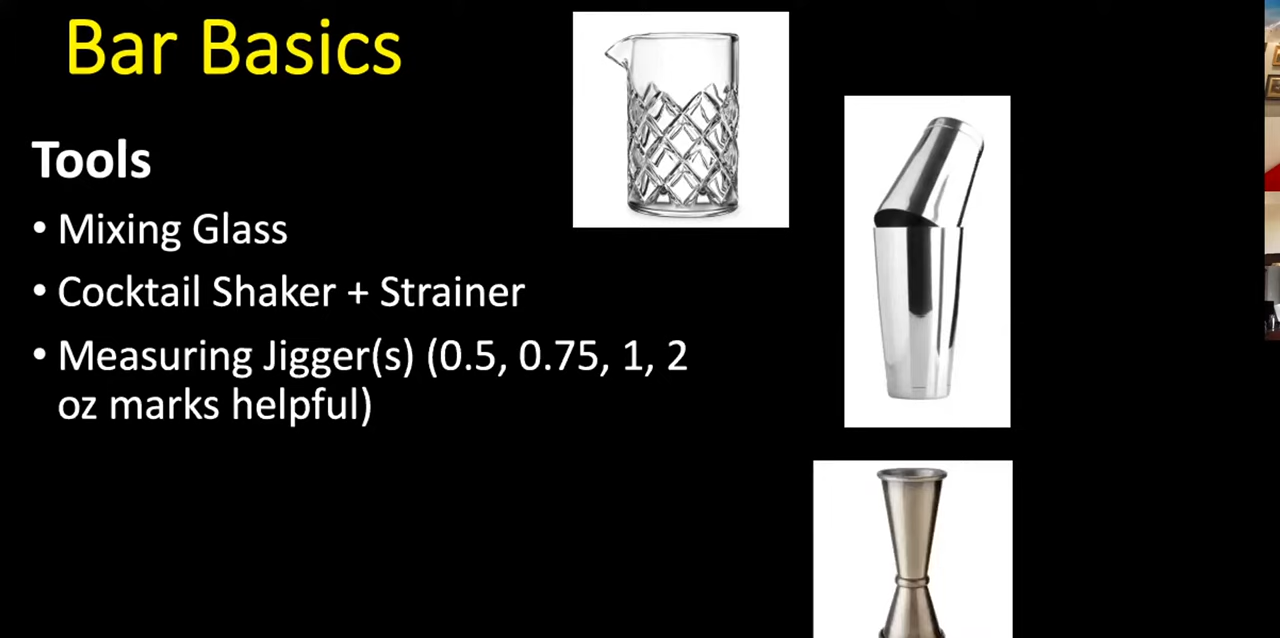 Bar Basics
Tools
• Mixing Glass
• Cocktail Shaker + Strainer
• Measuring Jigger(s) (0.5, 0.75, 1, 2
oz marks helpful)